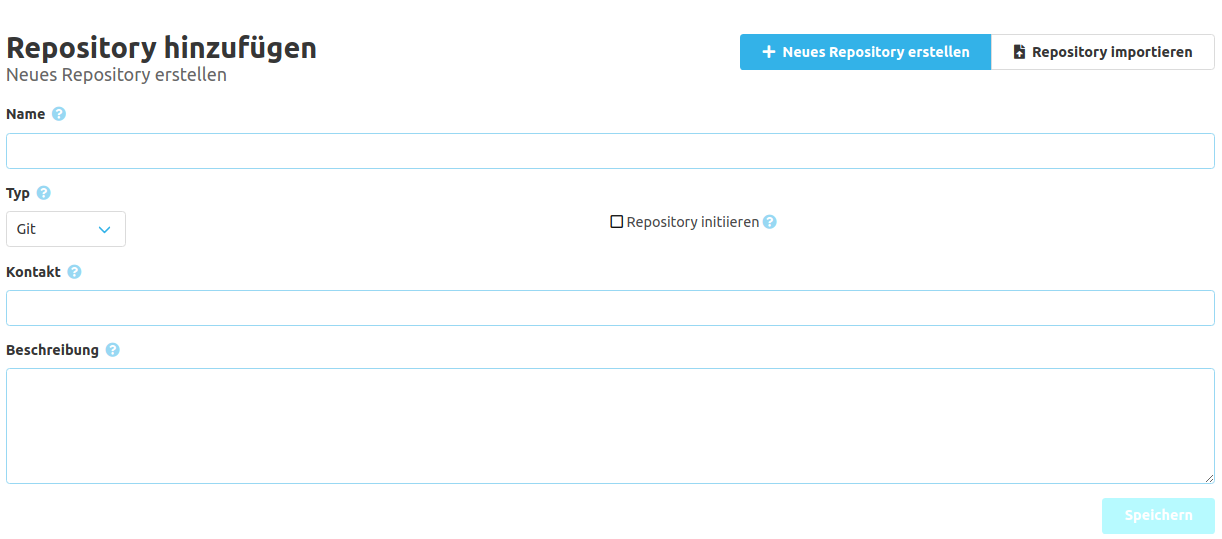 Repository hinzufügen
Neues Repository erstellen
Neues Repository erstellen
Repository importieren
Name
Typ
Git
Repository initiieren
Kontakt
Beschreibung
Speichern